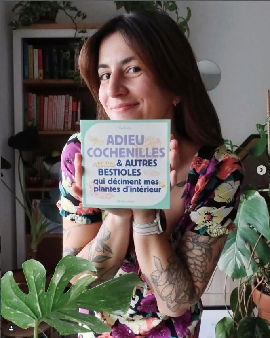 ADIEU
COCHENILLES
& AUTRES
BESTIOLES
qui déciment mes
plantes d'intérieur